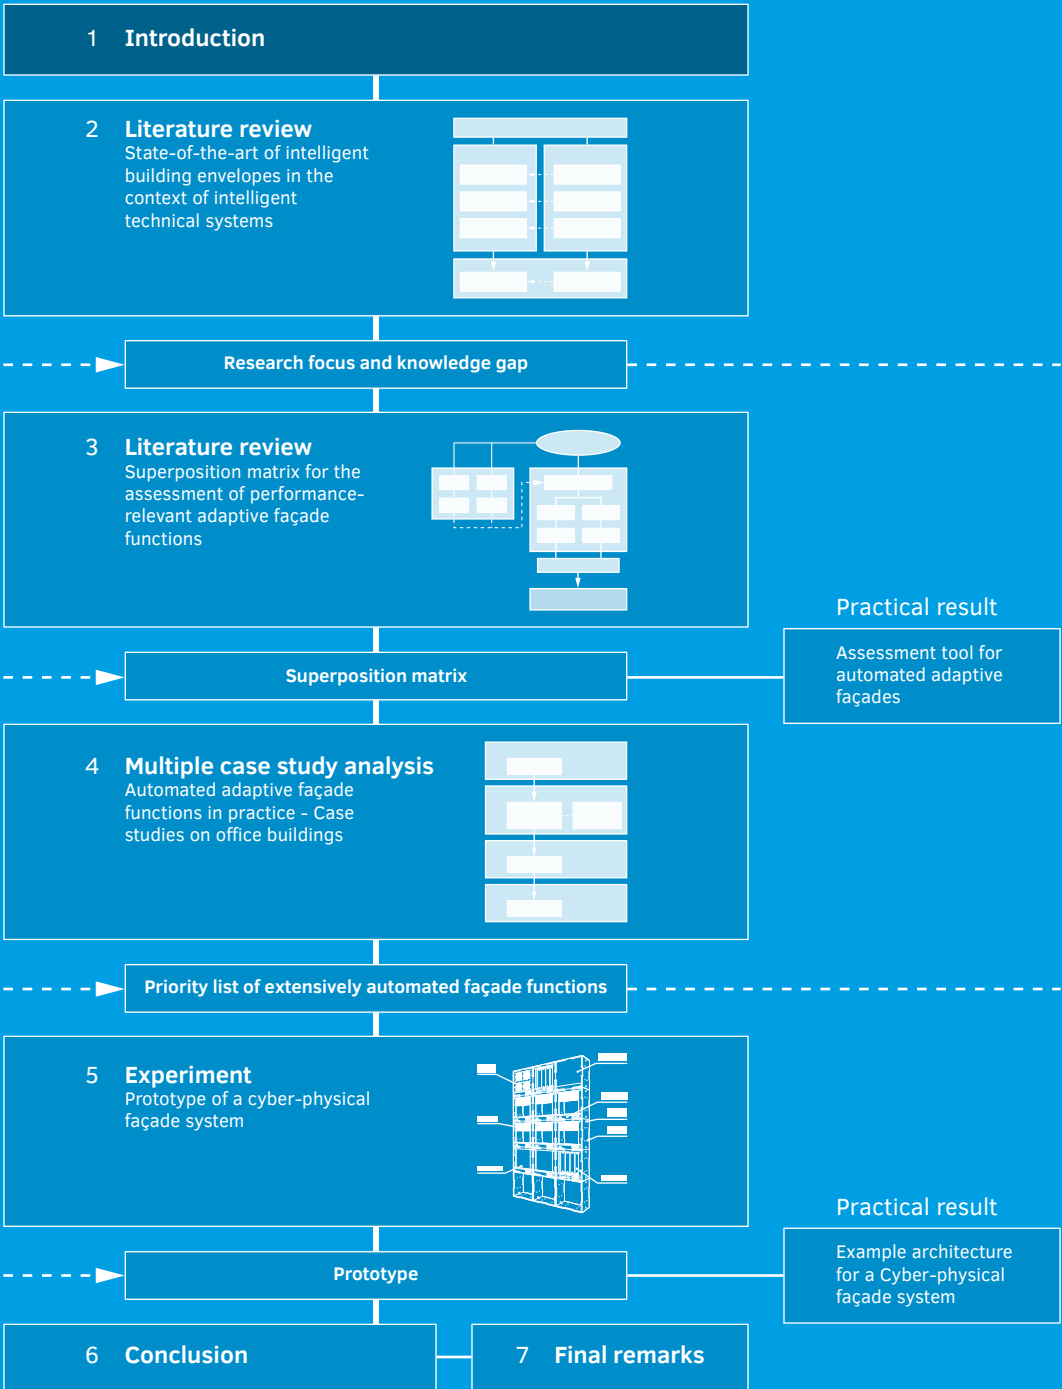 1 Introduction
2 Literature review
State-of-the-art of intelligent
building envelopes in the
context of intelligent
technical systems
Research focus and knowledge gap
3 Literature review
Superposition matrix for the
assessment of performance-
relevant adaptive façade
functions
Superposition matrix
Practical result
Assessment tool for
automated adaptive
façades
4 Multiple case study analysis
Automated adaptive façade
functions in practice - Case
studies on office buildings
Priority list of extensively automated façade functions
5 Experiment
Prototype of a cyber-physical
façade system
Prototype
Practical result
Example architecture
for a Cyber-physical
façade system
6 Conclusion
7 Final remarks